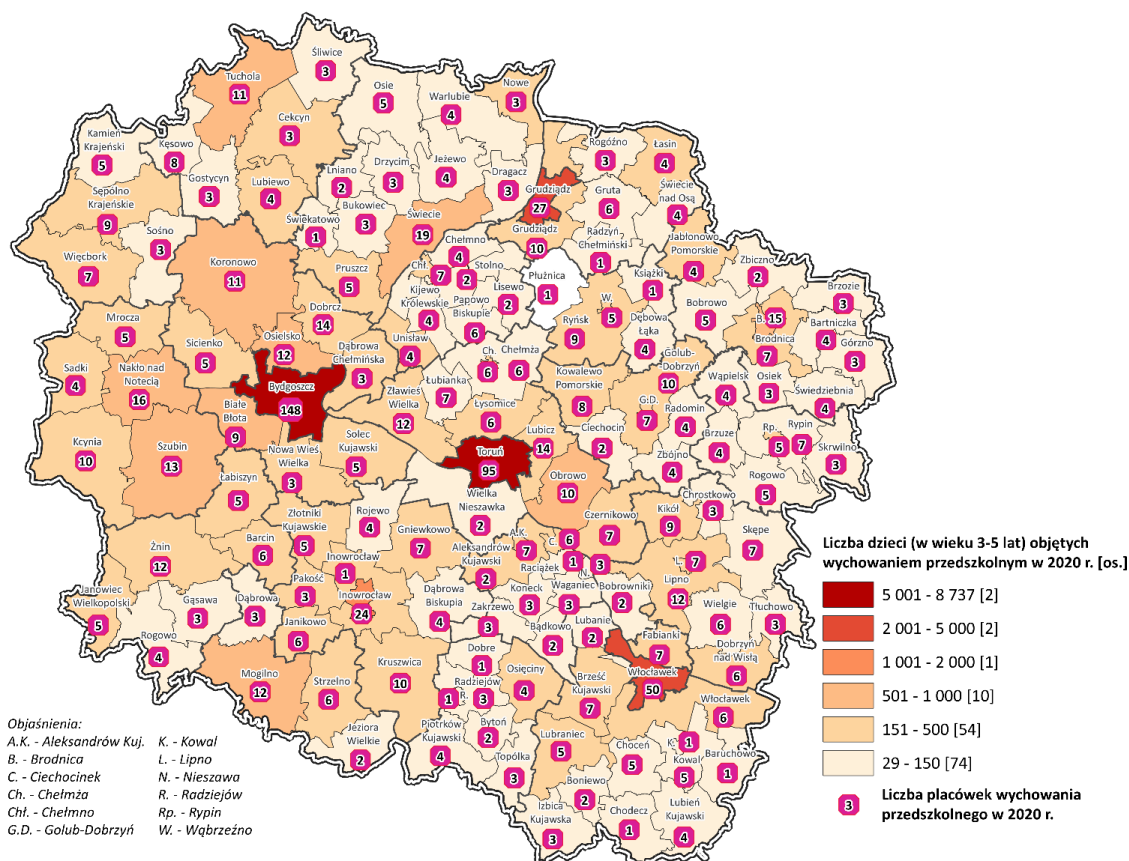 Śliwice
3
Tuchola
11
Osie
5
Warlubie
4
Nowe
3
Cekcyn
3
Kamień
Krajeński
5
Kęsowo
8
Gostycyn
3
Lubiewo
4
Lniano
2
Drzycim
3
Jeżewo
4
Dragacz
3
Rogóźno
3
Łasin
4
Grudziądz
27
Gruta
6
Świecie
nad Osą
4
Sępólno
Krajeńskie
9
Sośno
3
Świekatowo
1
Bukowiec
3
Świecie
19
Grudziądz
10
Radzyń
Chełmiński
1
Jabłonowo
Pomorskie
4
Zbiczno
2
Więcbork
7
Koronowo
11
Pruszcz
5
Chełmno
4
Chł.
7
Stolno
2
Płużnica
1
Książki
1
Brzozie
3
Kijewo
Królewskie
4
Papowo
Biskupie
6
Lisewo
2
W.
5
Bobrowo
5
B.
15
Bartniczka
4
Górzno
3
Mrocza
5
Sicienko
5
Dobrcz
14
Osielsko
12
Dąbrowa
Chełmińska
3
Unisław
4
Ryńsk
9
Dębowa
Łąka
4
Brodnica
7
Sadki
4
Nakło nad
Notecią
16
Bydgoszcz
148
Ch.
6
Chełmża
6
Łubianka
7
Kowalewo
Pomorskie
8
Golub-
Dobrzyń
10
Wąpielsk
4
Osiek
3
Świedziebnia
4
Białe
Błota
9
Zławieś
Wielka
12
Łysomice
6
G.D.
7
Radomin
4
Brzuze
4
Rp.
5
Rypin
7
Skrwilno
3
Kcynia
10
Szubin
13
Nowa Wieś
Wielka
3
Solec
Kujawski
5
Toruń
95
Lubicz
14
Ciechocin
2
Zbójno
4
Rogowo
5
Łabiszyn
5
Rojewo
4
Wielka
Nieszawka
2
Obrowo
10
Czernikowo
7
Kikół
9
Chrostkowo
3
Skępe
7
Żnin
12
Barcin
6
Złotniki
Kujawskie
5
Gniewkowo
7
A.K.
7
C.
6
Aleksandrów
Kujawski
2
Raciążek
1
N.
3
L.
7
Lipno
12
Janowiec
Wielkopolski
5
Gąsawa
3
Dąbrowa
3
Pakość
3
Inowrocław
1
Inowrocław
24
Dąbrowa
Biskupia
4
Zakrzewo
3
Koneck
3
Waganiec
3
Bobrowniki
2
Wielgie
6
Tłuchowo
3
Rogowo
4
Janikowo
6
Bądkowo
2
Lubanie
2
Fabianki
7
Dobrzyń
nad Wisłą
6
Mogilno
12
Strzelno
6
Kruszwica
10
Dobre
1
Radziejów
3
R.
1
Osięciny
4
Brześć
Kujawski
7
Włocławek
50
Włocławek
6
Jeziora
Wielkie
2
Piotrków
Kujawski
4
Bytoń
2
Topólka
3
Lubraniec
5
Choceń
5
K.
1
Kowal
5
Baruchowo
1
Boniewo
2
Izbica
Kujawska
3
Chodecz
1
Lubień
Kujawski
4
Objaśnienia:
A.K. - Aleksandrów Kuj.
B. - Brodnica
C. - Ciechocinek
Ch. - Chełmża
Chł. - Chełmno
G.D. - Golub-Dobrzyń
K. - Kowal
L. - Lipno
N. - Nieszawa
R. - Radziejów
Rp. - Rypin
W. - Wąbrzeźno
Liczba dzieci (w wieku 3-5 lat) objętych
wychowaniem przedszkolnym w 2020 r. [os.]
5 001 - 8 737 [2]
2 001 - 5 000 [2]
1 001 - 2 000 [1]
501 - 1 000 [10]
151 - 500 [54]
29 - 150 [74]
3
Liczba placówek wychowania
przedszkolnego w 2020 r.